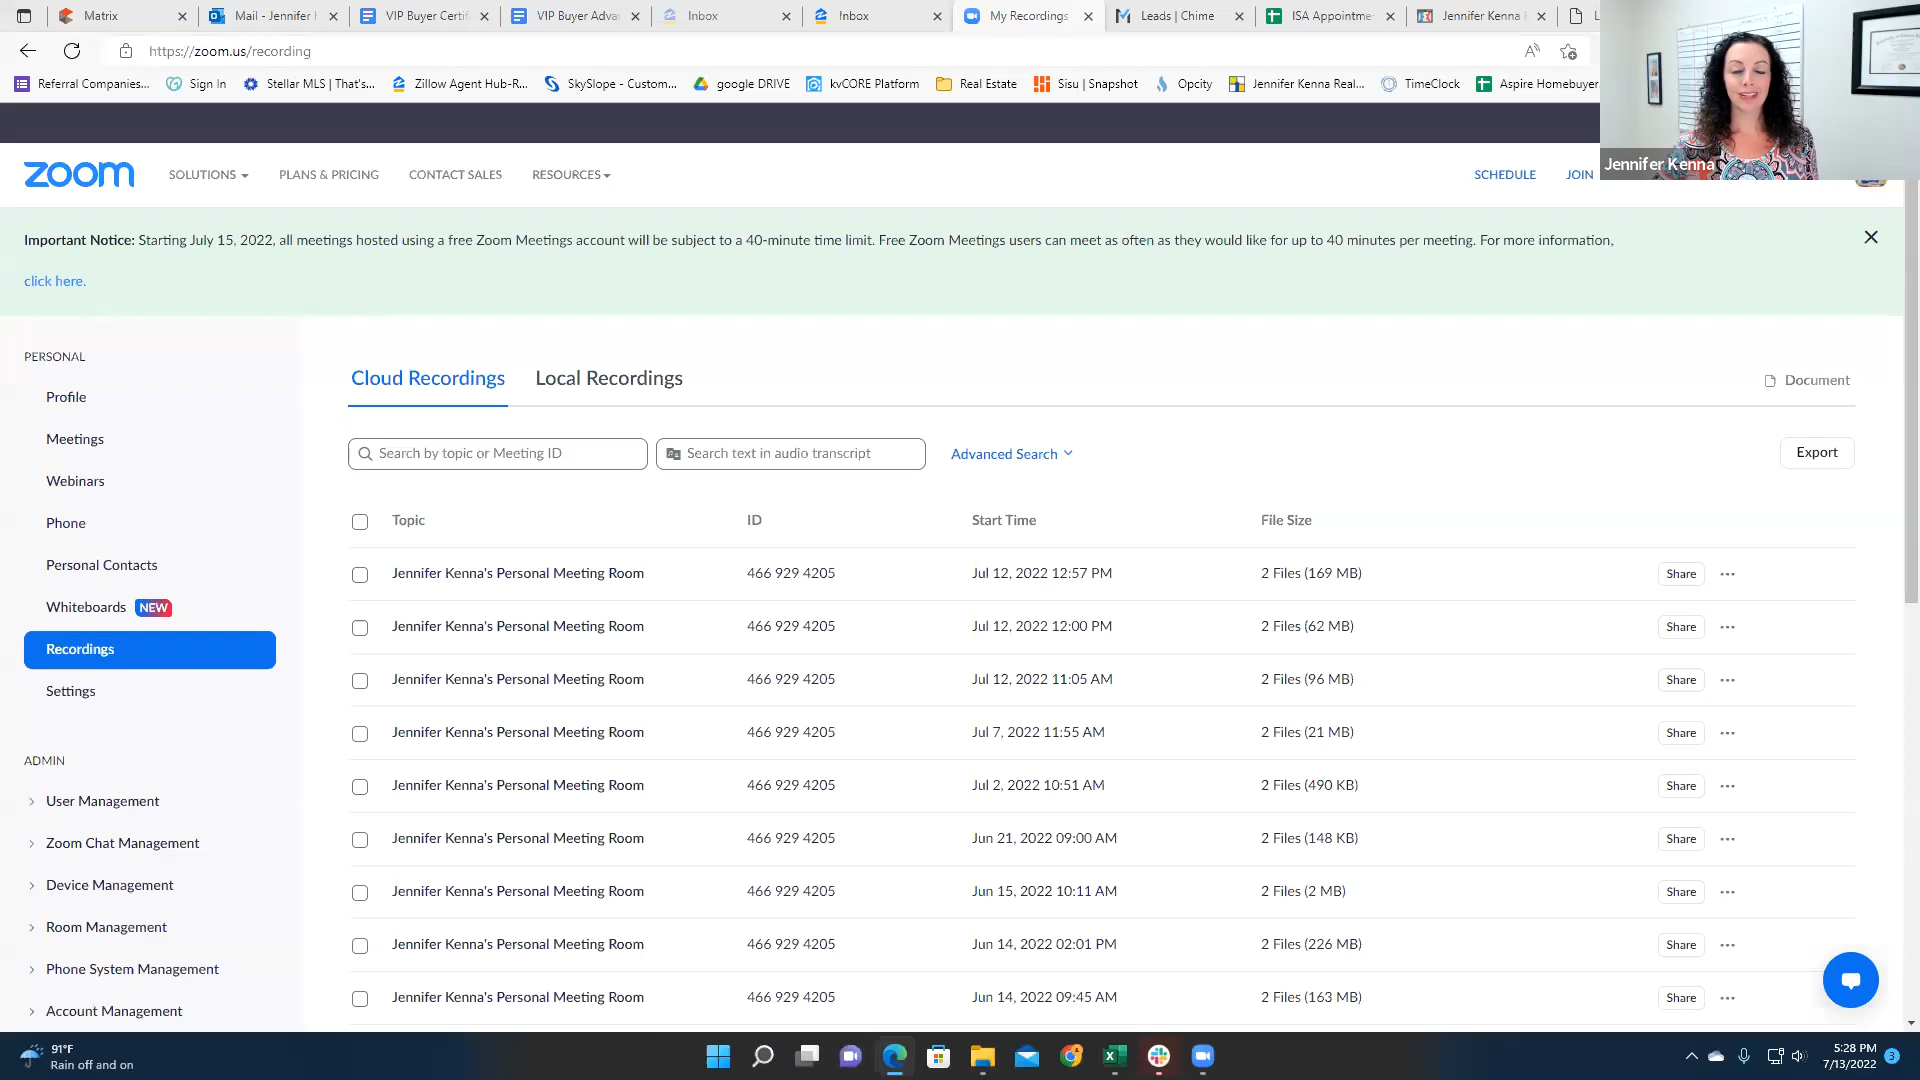 Matrix
Mail - Jennifer
VIP Buyer Certif
VIP Buyer Adva
Inbox
Inbox
My Recordings
Leads | Chime
ISA Appointme
Jennifer Kenna
https://zoom.us/recording
Referral Companies...
Sign In
Stellar MLS | That's...
Zillow Agent Hub-R...
SkySlope - Custom...
google DRIVE
kvCORE Platform
Real Estate
Sisu | Snapshot
Opcity
Jennifer Kenna Real...
TimeClock
Aspire Homebuyer
Jennifer Kenna
zoom
SOLUTIONS
PLANS & PRICING
CONTACT SALES
RESOURCES
SCHEDULE
JOIN
Important Notice: Starting July 15, 2022, all meetings hosted using a free Zoom Meetings account will be subject to a 40-minute time limit. Free Zoom Meetings users can meet as often as they would like for up to 40 minutes per meeting. For more information,
click here.
PERSONAL
Profile
Meetings
Webinars
Phone
Personal Contacts
Whiteboards NEW
Recordings
Settings
ADMIN
User Management
Zoom Chat Management
Device Management
Room Management
Phone System Management
Account Management
Cloud Recordings
Local Recordings
Document
Search by topic or Meeting ID
Search text in audio transcript
Advanced Search
Export
Topic ID Start Time File Size
Jennifer Kenna's Personal Meeting Room 466 929 4205 Jul 12, 2022 12:57 PM 2 Files (169 MB) Share
Jennifer Kenna's Personal Meeting Room 466 929 4205 Jul 12, 2022 12:00 PM 2 Files (62 MB) Share
Jennifer Kenna's Personal Meeting Room 466 929 4205 Jul 12, 2022 11:05 AM 2 Files (96 MB) Share
Jennifer Kenna's Personal Meeting Room 466 929 4205 Jul 7, 2022 11:55 AM 2 Files (21 MB) Share
Jennifer Kenna's Personal Meeting Room 466 929 4205 Jul 2, 2022 10:51 AM 2 Files (490 KB) Share
Jennifer Kenna's Personal Meeting Room 466 929 4205 Jun 21, 2022 09:00 AM 2 Files (148 KB) Share
Jennifer Kenna's Personal Meeting Room 466 929 4205 Jun 15, 2022 10:11 AM 2 Files (2 MB) Share
Jennifer Kenna's Personal Meeting Room 466 929 4205 Jun 14, 2022 02:01 PM 2 Files (226 MB) Share
Jennifer Kenna's Personal Meeting Room 466 929 4205 Jun 14, 2022 09:45 AM 2 Files (163 MB) Share
91°F
Rain off and on
5:28 PM
7/13/2022
3